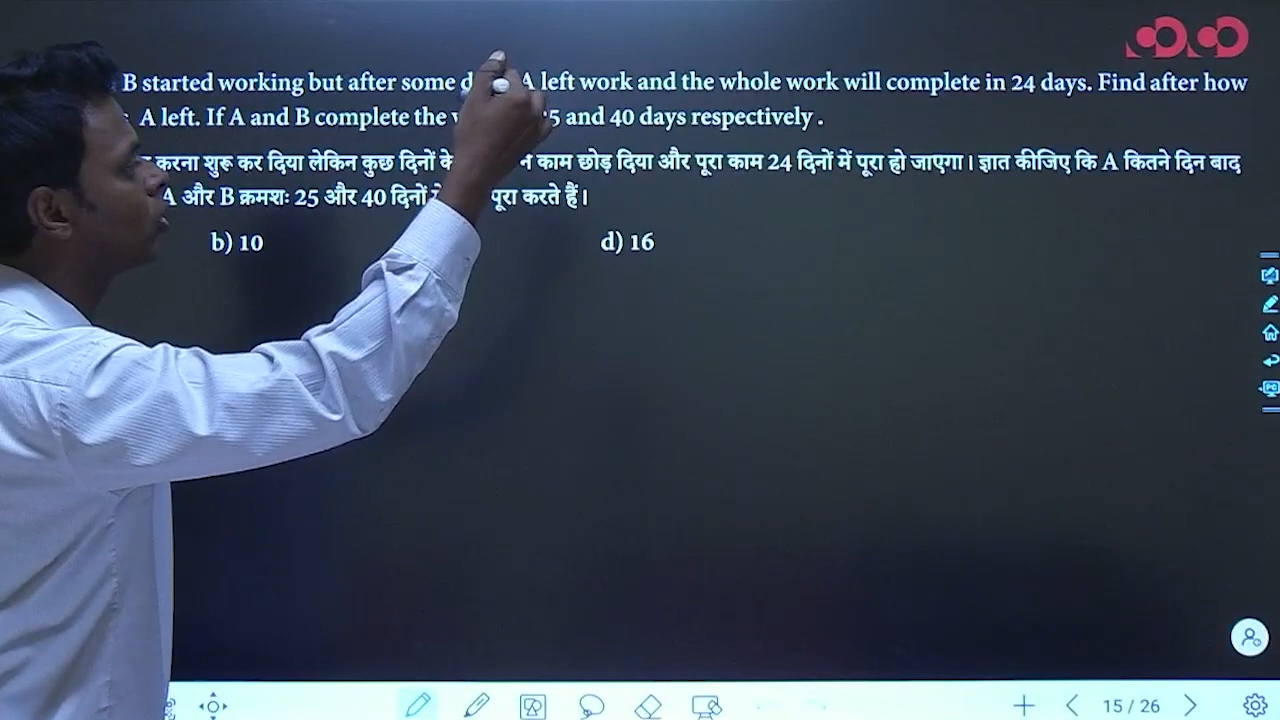 B started working but after some A left work and the whole work will complete in 24 days. Find after how
A left. If A and B complete the and 40 days respectively .
करना शुरू कर दिया लेकिन कुछ दिनों के काम छोड़ दिया और पूरा काम 24 दिनों में पूरा हो जाएगा। ज्ञात कीजिए कि A कितने दिन बाद
A और B क्रमशः 25 और 40 दिनों पूरा करते हैं।
b) 10 d) 16
15 / 26